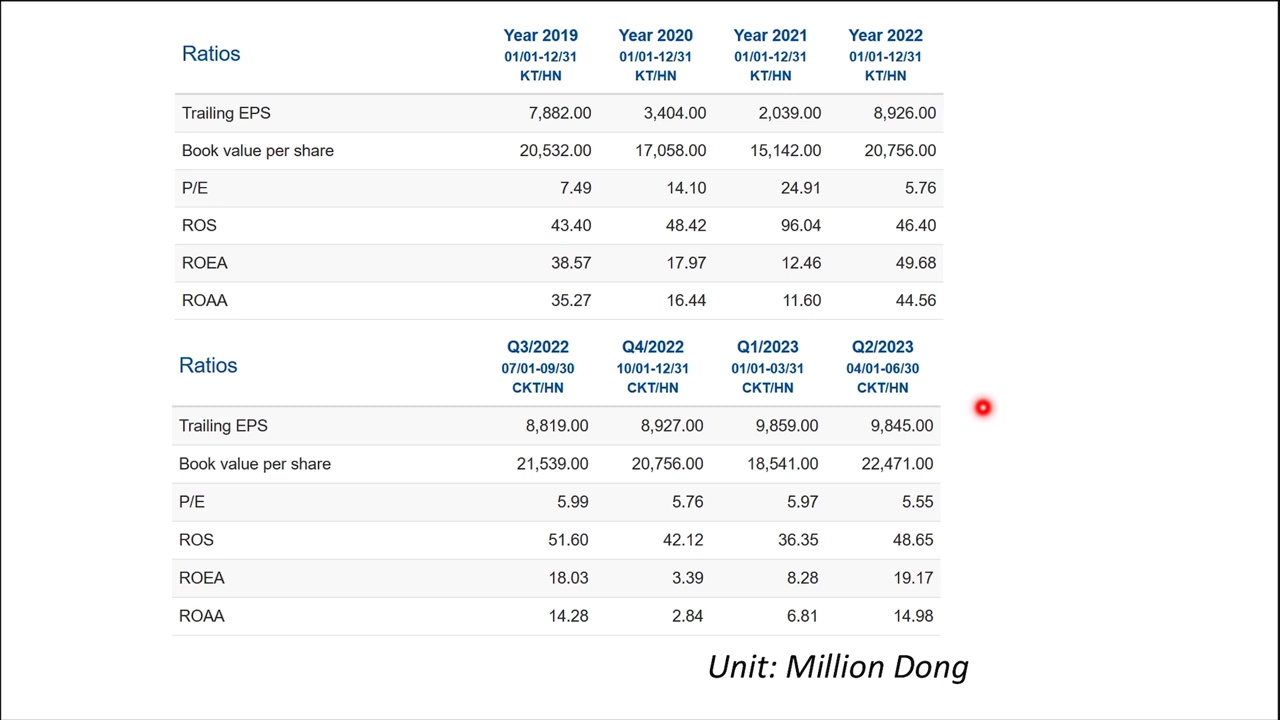 Ratios Year 2019 Year 2020 Year 2021 Year 2022
01/01-12/31 01/01-12/31 01/01-12/31 01/01-12/31
KT/HN KT/HN KT/HN KT/HN
Trailing EPS 7,882.00 3,404.00 2,039.00 8,926.00
Book value per share 20,532.00 17,058.00 15,142.00 20,756.00
P/E 7.49 14.10 24.91 5.76
ROS 43.40 48.42 96.04 46.40
ROEA 38.57 17.97 12.46 49.68
ROAA 35.27 16.44 11.60 44.56
Ratios Q3/2022 Q4/2022 Q1/2023 Q2/2023
07/01-09/30 10/01-12/31 01/01-03/31 04/01-06/30
CKT/HN CKT/HN CKT/HN CKT/HN
Trailing EPS 8,819.00 8,927.00 9,859.00 9,845.00
Book value per share 21,539.00 20,756.00 18,541.00 22,471.00
P/E 5.99 5.76 5.97 5.55
ROS 51.60 42.12 36.35 48.65
ROEA 18.03 3.39 8.28 19.17
ROAA 14.28 2.84 6.81 14.98
Unit: Million Dong